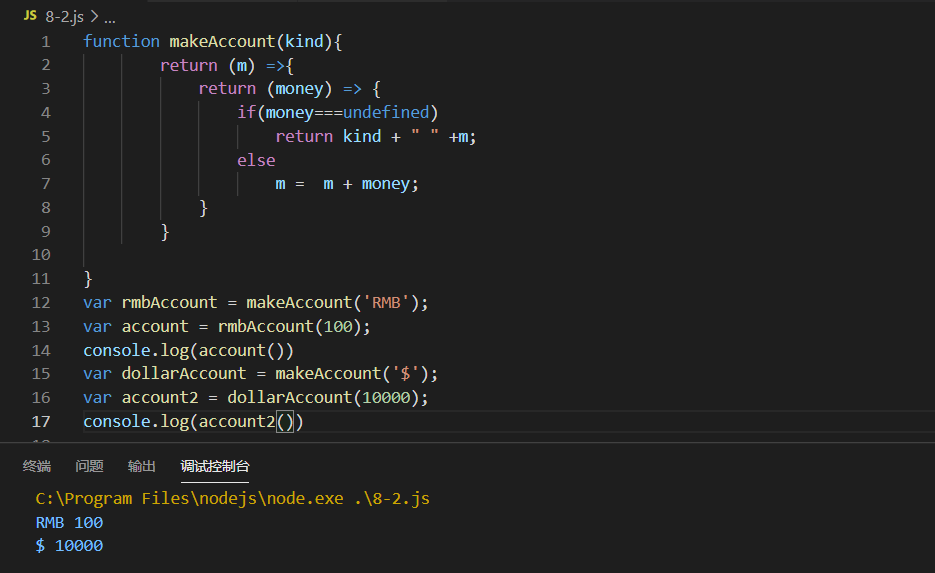 JS 8-2.js > ...
1 function makeAccount(kind){
2 return (m) =>{
3 return (money) => {
4 if(money===undefined)
5 return kind + " " +m;
6 else
7 m =  m + money;
8 }
9 }
10
11 }
12 var rmbAccount = makeAccount('RMB');
13 var account = rmbAccount(100);
14 console.log(account())
15 var dollarAccount = makeAccount('$');
16 var account2 = dollarAccount(10000);
17 console.log(account2())
终端 问题 输出 调试控制台
C:\Program Files\nodejs\node.exe .\8-2.js
RMB 100
$ 10000